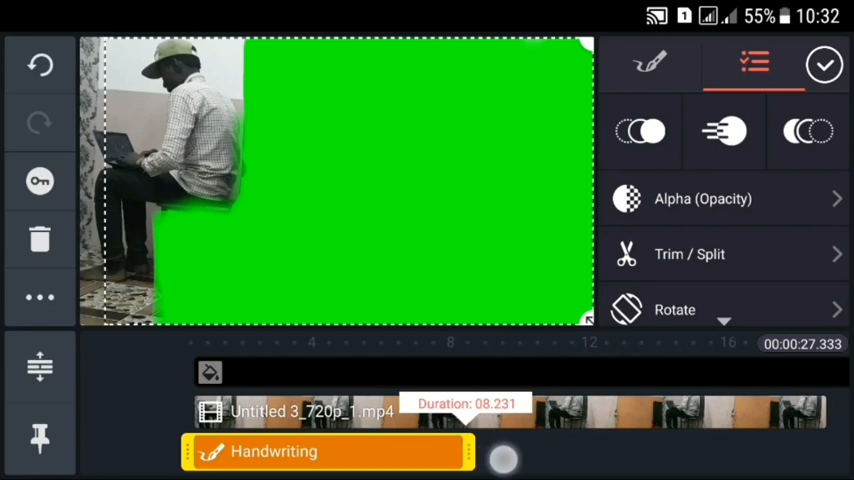 1 55% 10:32
Alpha (Opacity)
Trim / Split
Rotate
4 8 12 16 00:00:27.333
Untitled 3_720p_1.mp4
Duration: 08.231
Handwriting